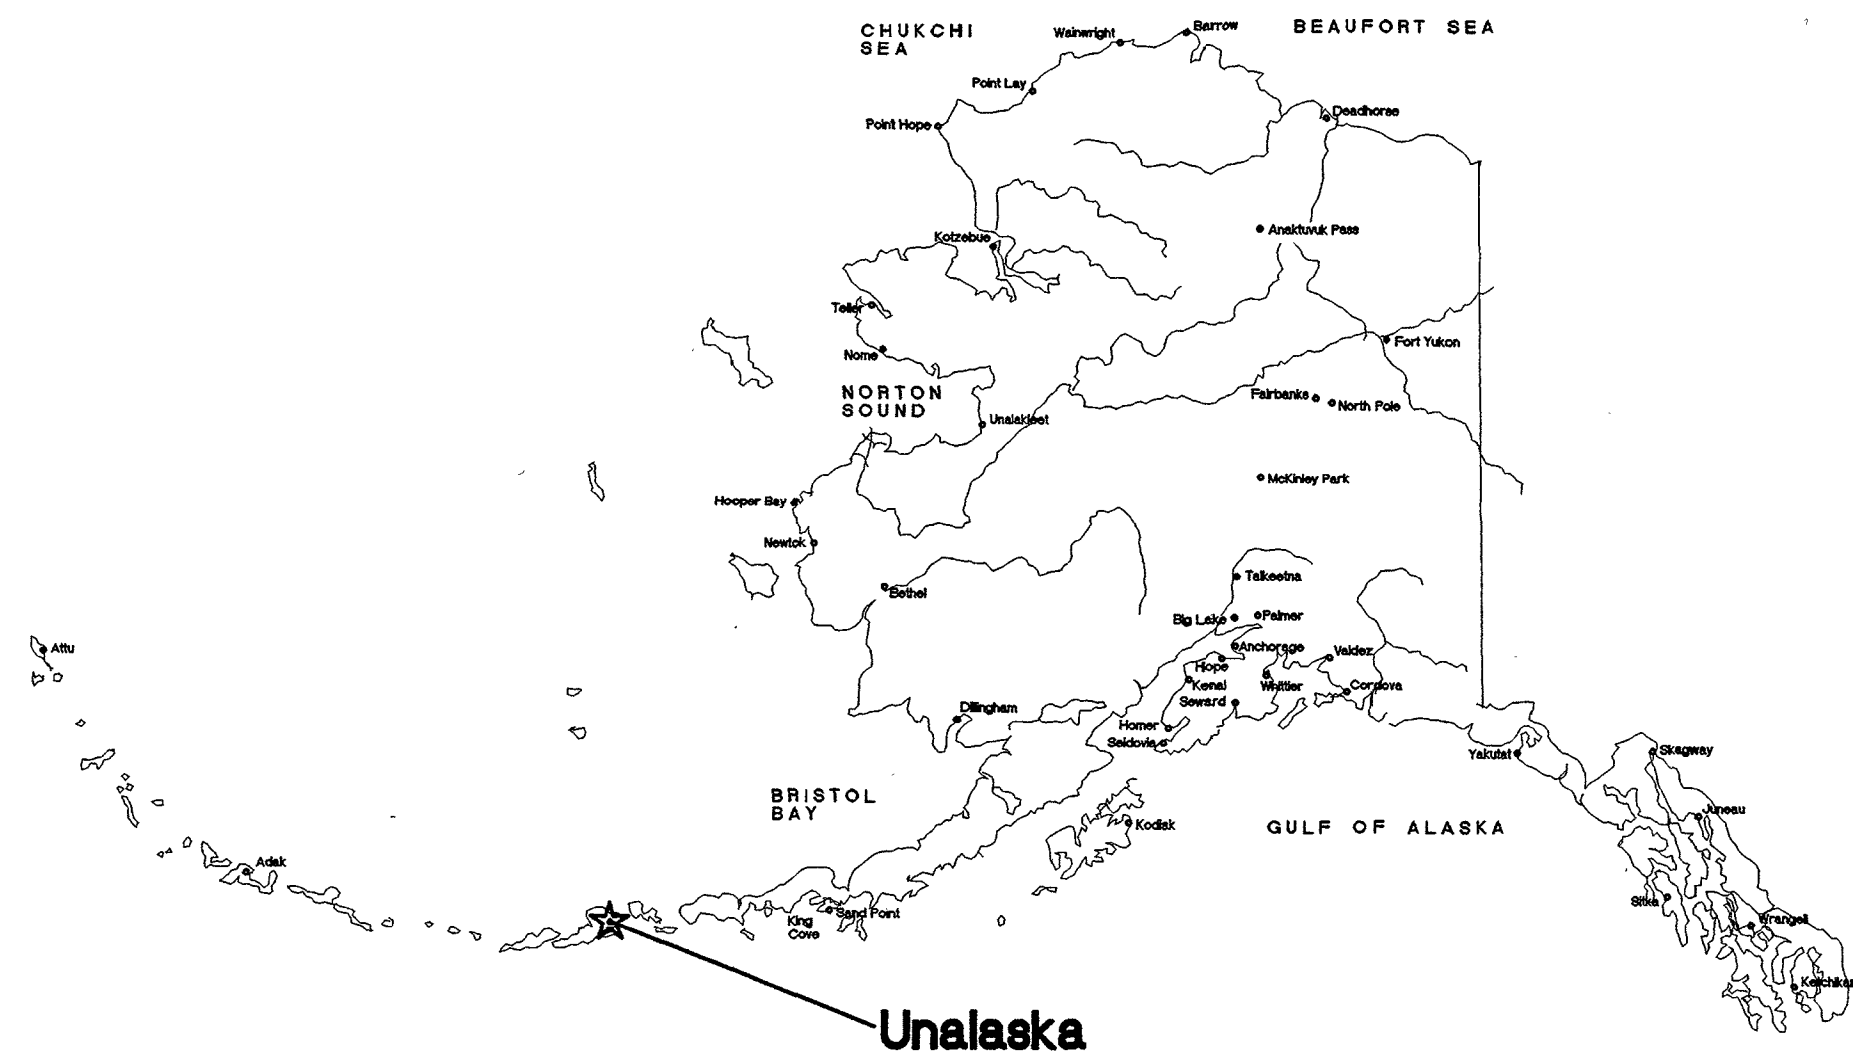 CHUKCHI
SEA
Wainwright
Barrow
BEAUFORT SEA
Point Lay
Point Hope
Deadhorse
Anaktuvuk Pass
Kotzebue
Teller
Nome
Fort Yukon
NORTON
SOUND
Fairbanks
North Pole
Unalakleet
McKinley Park
Hooper Bay
Newtok
Bethel
Talkeetna
Big Lake
Palmer
Attu
Anchorage
Valdez
Hope
Kenai
Whittier
Cordova
Seward
Dillingham
Homer
Seldovia
Yakutat
Skagway
BRISTOL
BAY
Juneau
Kodiak
GULF OF ALASKA
Adak
Sitka
King
Cove
Sand Point
Wrangell
Ketchikan
Unalaska